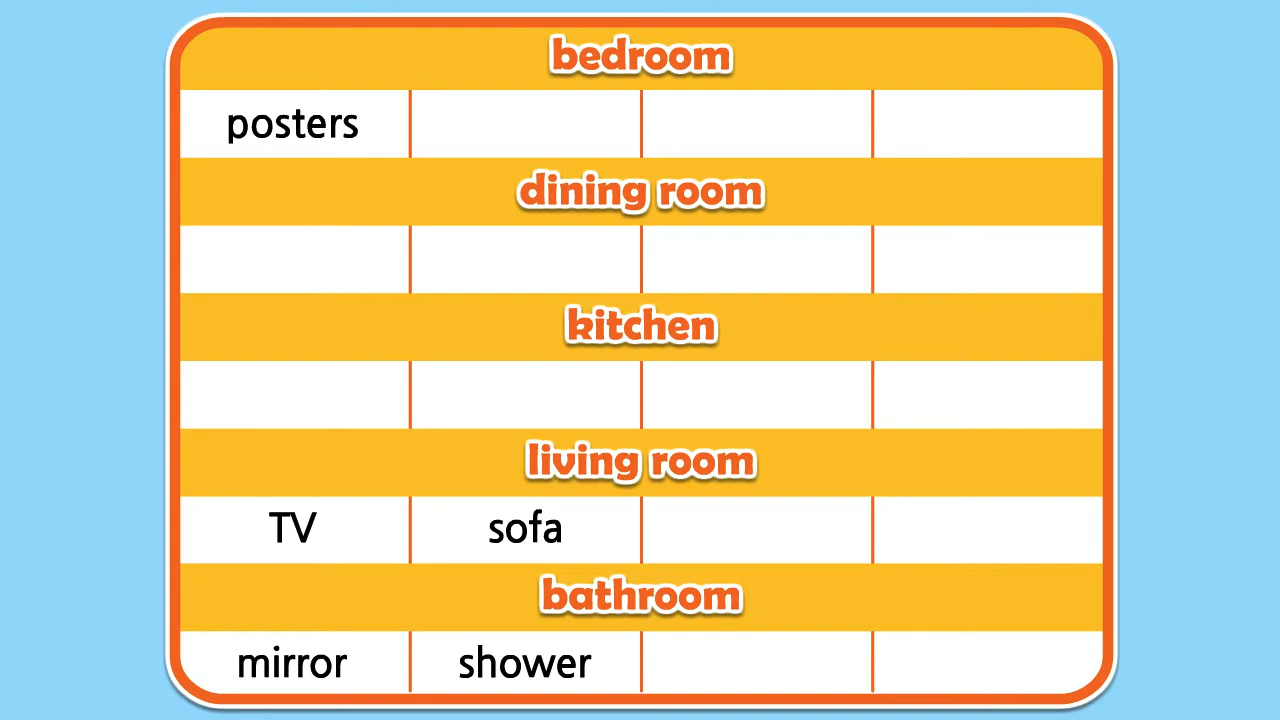 bedroom
posters
dining room
kitchen
living room
TV sofa
bathroom
mirror shower